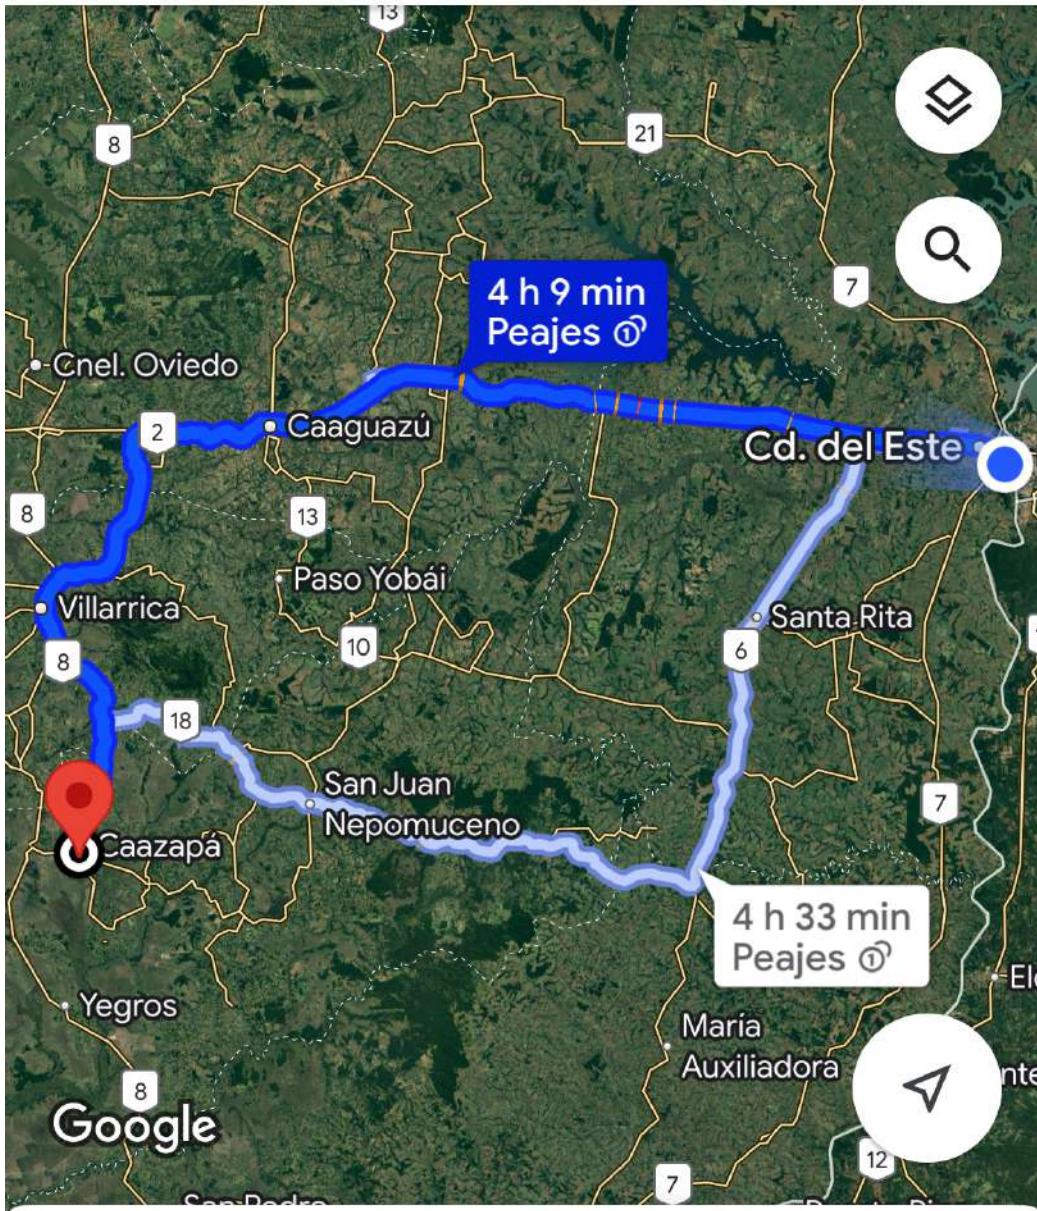 13
8
21
7
4 h 9 min
Peajes
Cnel. Oviedo
2
Caaguazú
Cd. del Este
8
13
Paso Yobái
Villarrica
Santa Rita
10
6
8
18
San Juan
Nepomuceno
7
Caazapá
4 h 33 min
Peajes
Yegros
María
Auxiliadora
8
Google
12
7